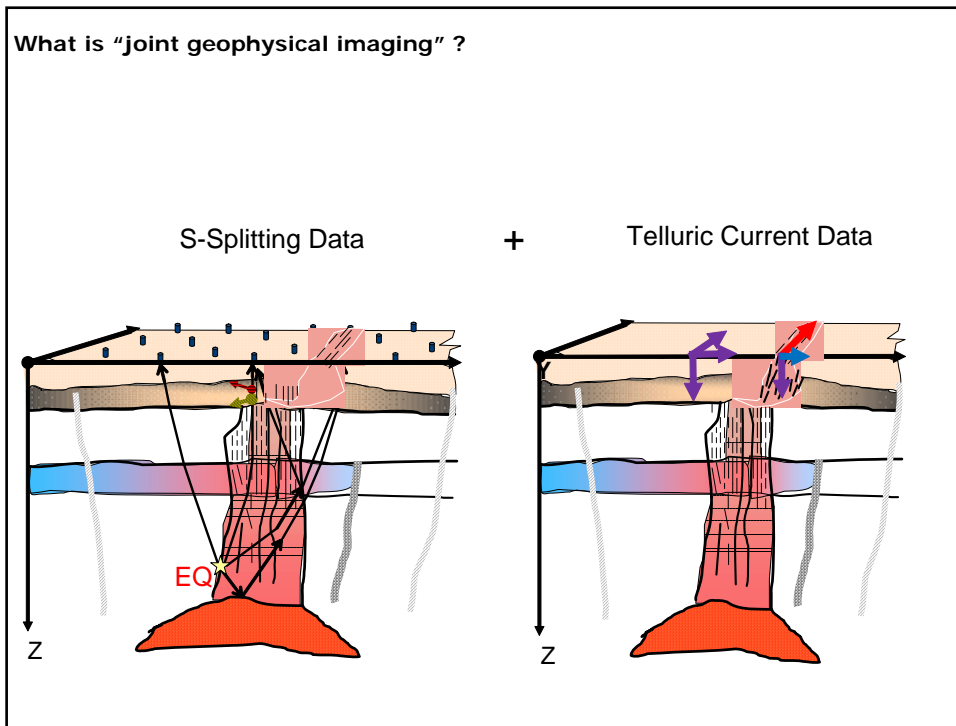 What is “joint geophysical imaging” ?
S-Splitting Data + Telluric Current Data
EQ
Z
Z